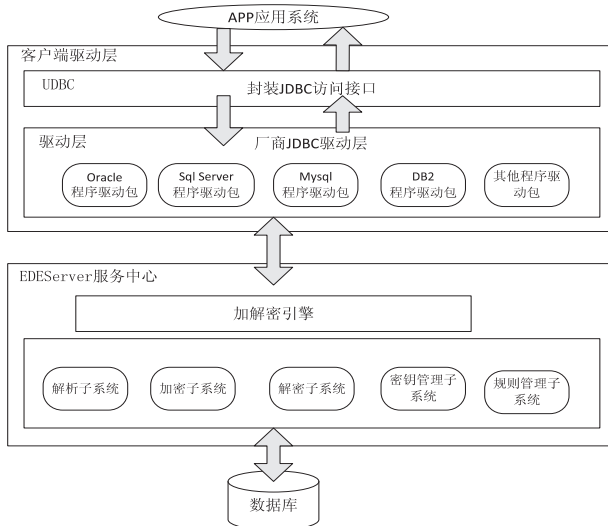 APP应用系统
客户端驱动层
UDBC
封装JDBC访问接口
驱动层
厂商JDBC驱动层
Oracle
程序驱动包
Sql Server
程序驱动包
Mysql
程序驱动包
DB2
程序驱动包
其他程序驱
动包
EDEServer服务中心
加解密引擎
解析子系统
加密子系统
解密子系统
密钥管理子
系统
规则管理子
系统
数据库